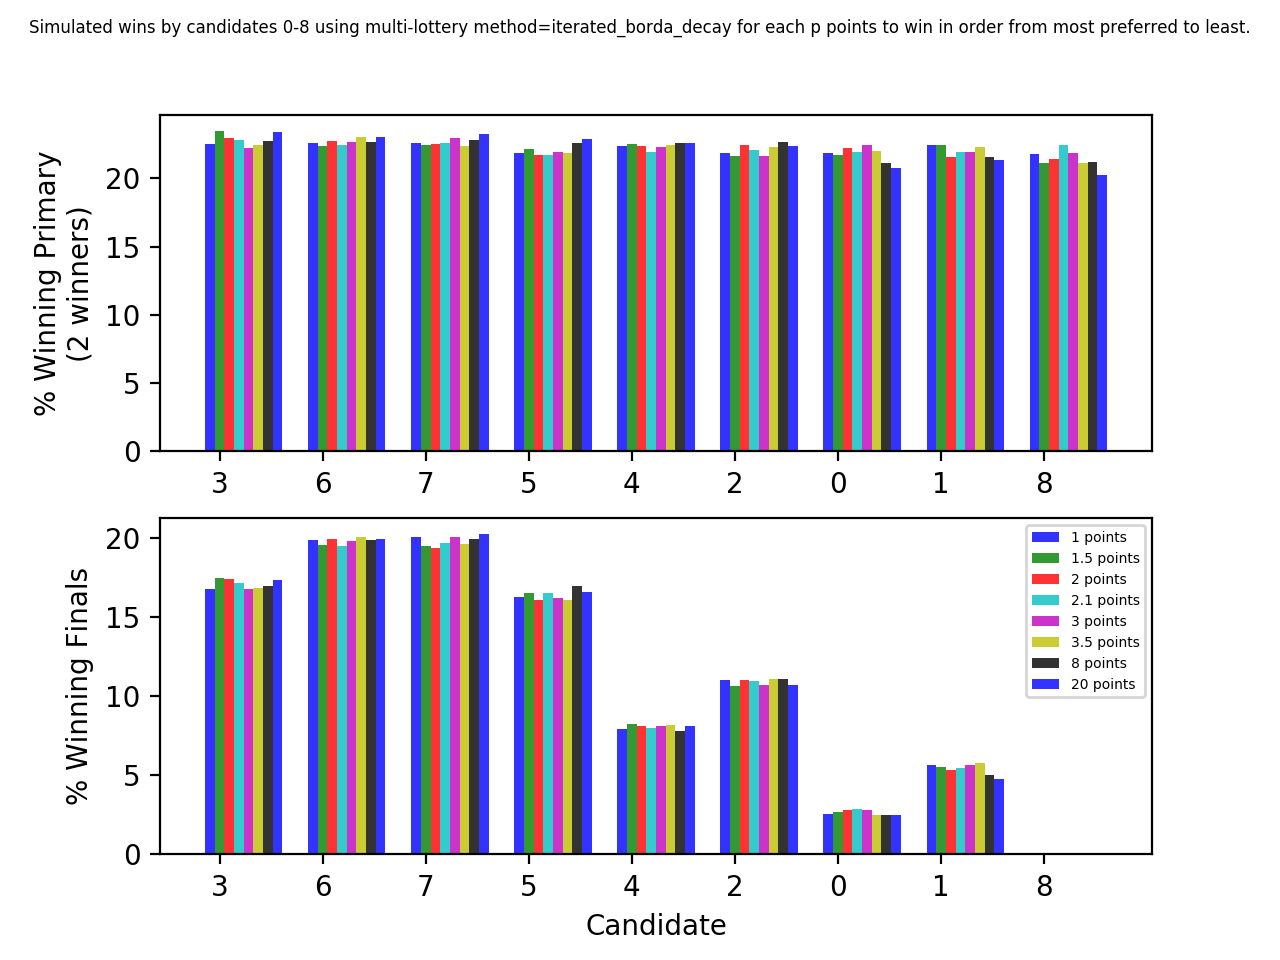 Simulated wins by candidates 0-8 using multi-lottery method=iterated_borda_decay for each p points to win in order from most preferred to least.
% Winning Primary
(2 winners)
20
15
10
5
0
3 6 7 5 4 2 0 1 8
% Winning Finals
20
15
10
5
0
1 points
1.5 points
2 points
2.1 points
3 points
3.5 points
8 points
20 points
3 6 7 5 4 2 0 1 8
Candidate